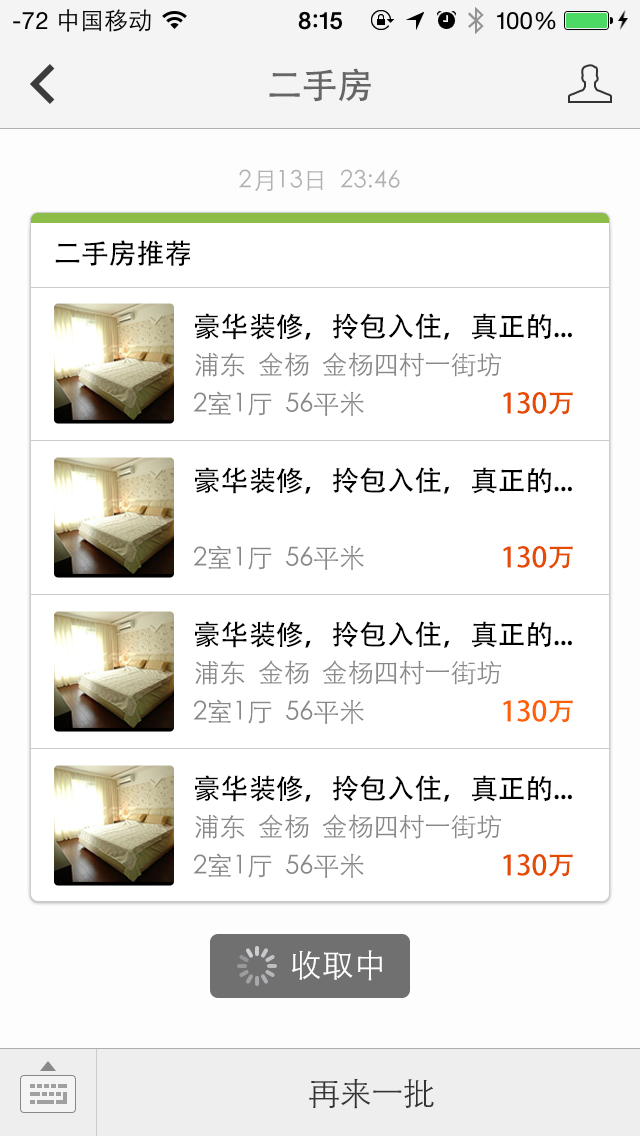 -72 中国移动 8:15 100%
二手房
2月13日 23:46
二手房推荐
豪华装修，拎包入住，真正的...
浦东 金杨 金杨四村一街坊
2室1厅 56平米 130万
豪华装修，拎包入住，真正的...
2室1厅 56平米 130万
豪华装修，拎包入住，真正的...
浦东 金杨 金杨四村一街坊
2室1厅 56平米 130万
豪华装修，拎包入住，真正的...
浦东 金杨 金杨四村一街坊
2室1厅 56平米 130万
收取中
再来一批